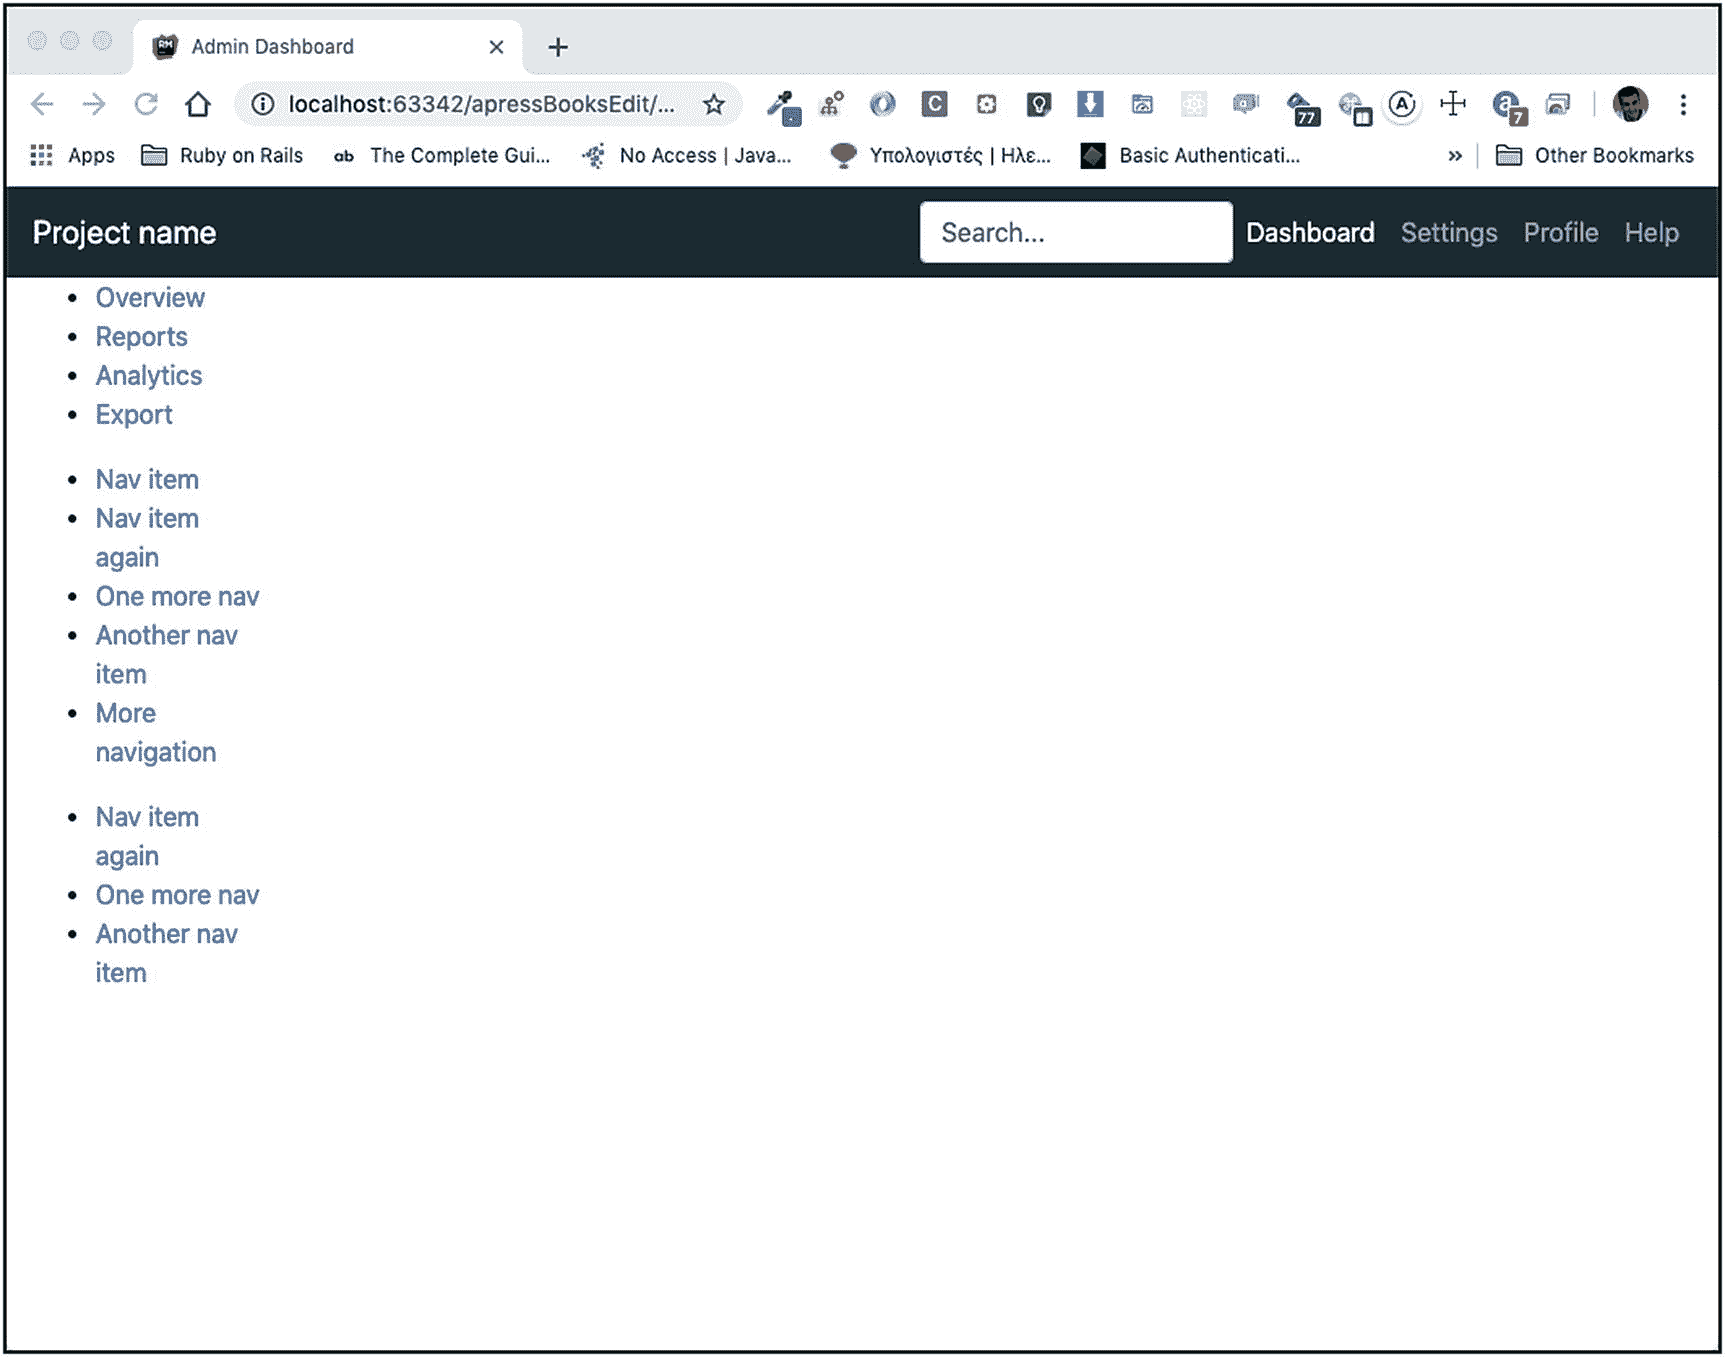 RM Admin Dashboard
localhost:63342/apressBooksEdit/...
C
77
A
a
7
Apps
Ruby on Rails
ab The Complete Gui...
No Access | Java...
Υπολογιστές | Ηλε...
Basic Authenticati...
»
Other Bookmarks
Project name
Search...
Dashboard
Settings
Profile
Help
Overview
Reports
Analytics
Export
Nav item
Nav item
again
One more nav
Another nav
item
More
navigation
Nav item
again
One more nav
Another nav
item